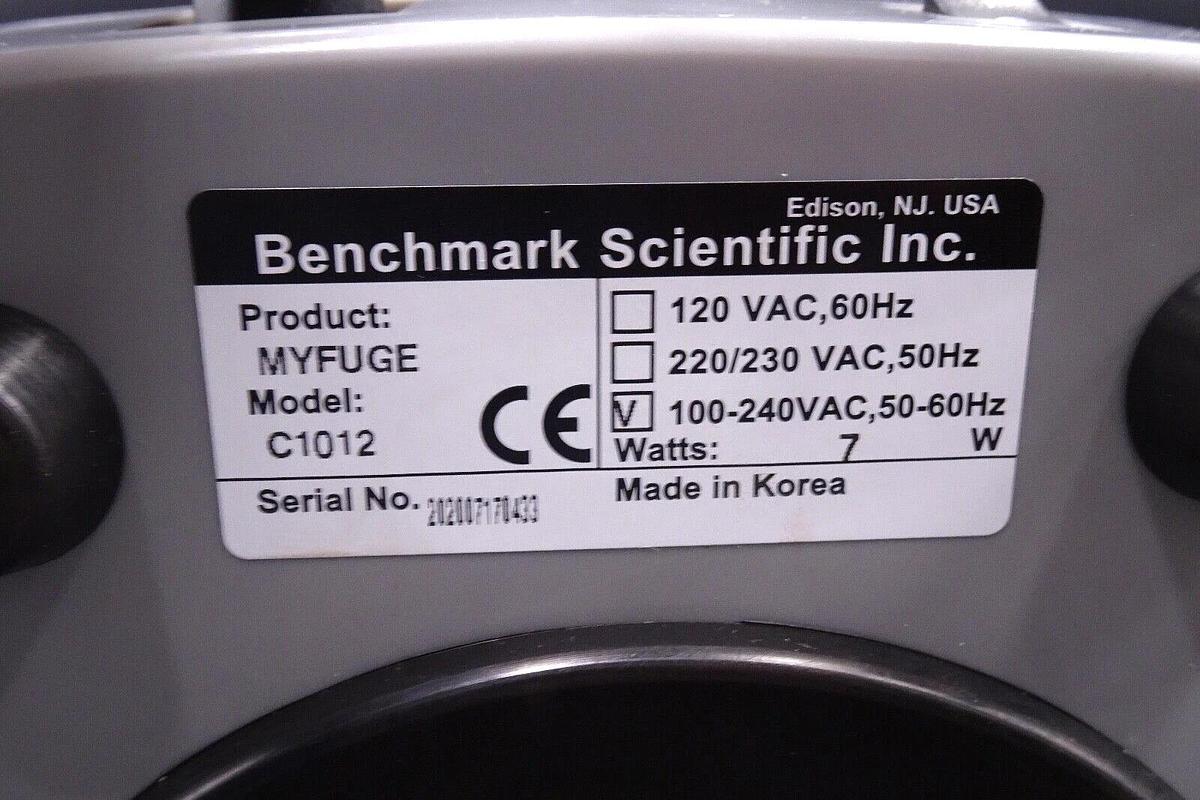 Edison, NJ. USA
Benchmark Scientific Inc.
Product:
MYFUGE
Model:
C1012
CE
Serial No. 202007170433
120 VAC,60Hz
220/230 VAC,50Hz
V 100-240VAC,50-60Hz
Watts: 7 W
Made in Korea